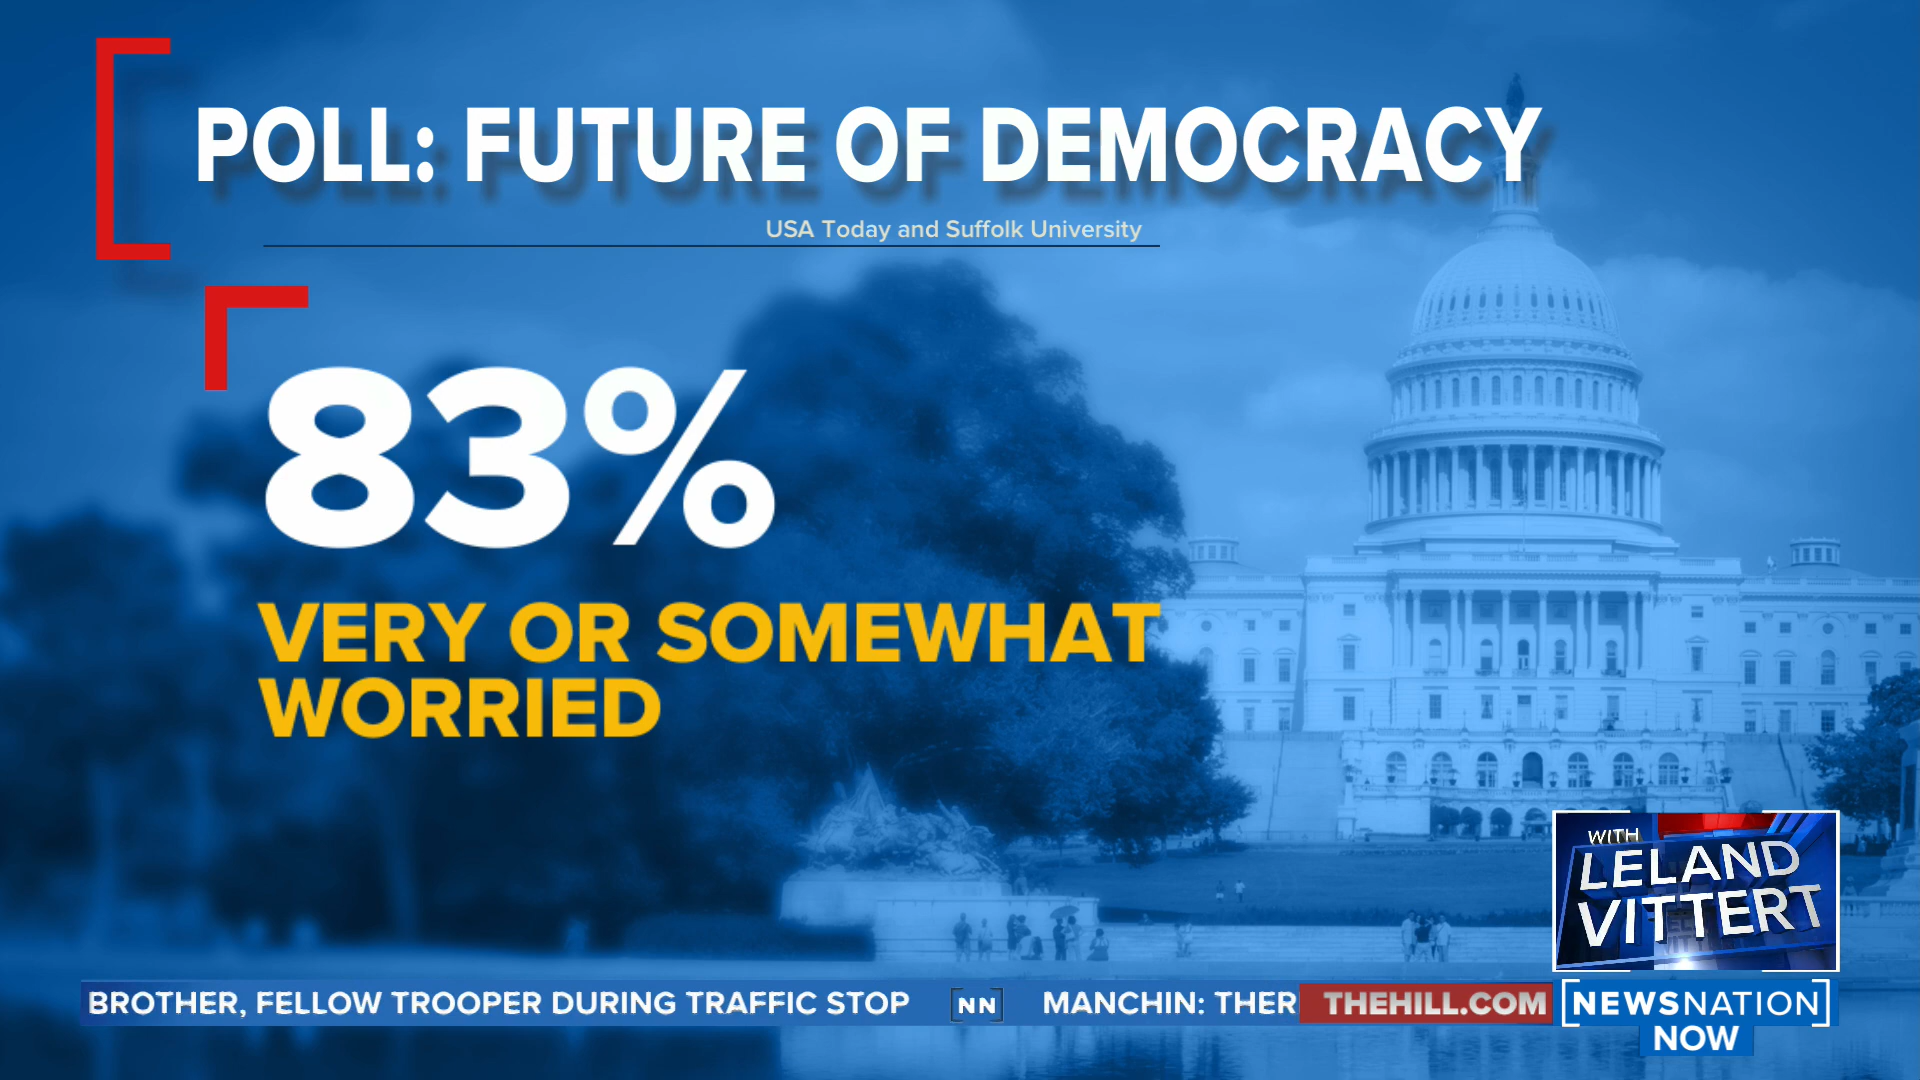 POLL: FUTURE OF DEMOCRACY
USA Today and Suffolk University
83%
VERY OR SOMEWHAT
WORRIED
WITH
LELAND
VITTERT
BROTHER, FELLOW TROOPER DURING TRAFFIC STOP NN MANCHIN: THER THEHILL.COM NEWSNATION
NOW